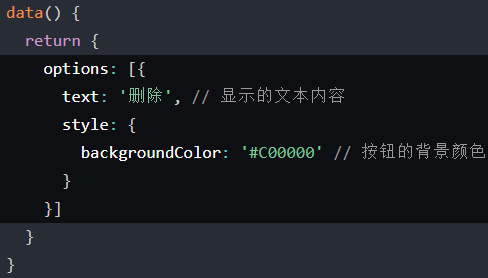 data() {
return {
options: [{
text: '删除', // 显示的文本内容
style: {
backgroundColor: '#C00000' // 按钮的背景颜色
}
}]
}
}